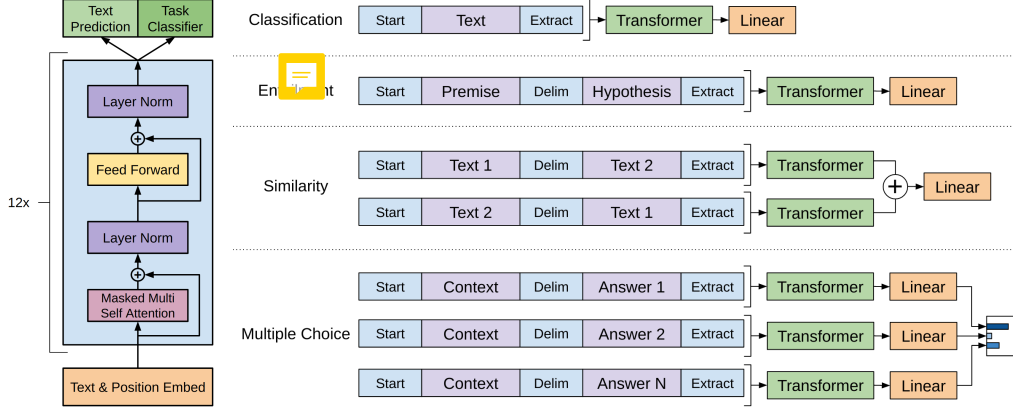 Text
Prediction
Task
Classifier
Layer Norm
Feed Forward
Layer Norm
Masked Multi
Self Attention
Text & Position Embed
12x
Classification
Start Text Extract Transformer Linear
Start Premise Delim Hypothesis Extract Transformer Linear
Similarity
Start Text 1 Delim Text 2 Extract Transformer
Linear
Start Text 2 Delim Text 1 Extract Transformer
Multiple Choice
Start Context Delim Answer 1 Extract Transformer Linear
Start Context Delim Answer 2 Extract Transformer Linear
Start Context Delim Answer N Extract Transformer Linear